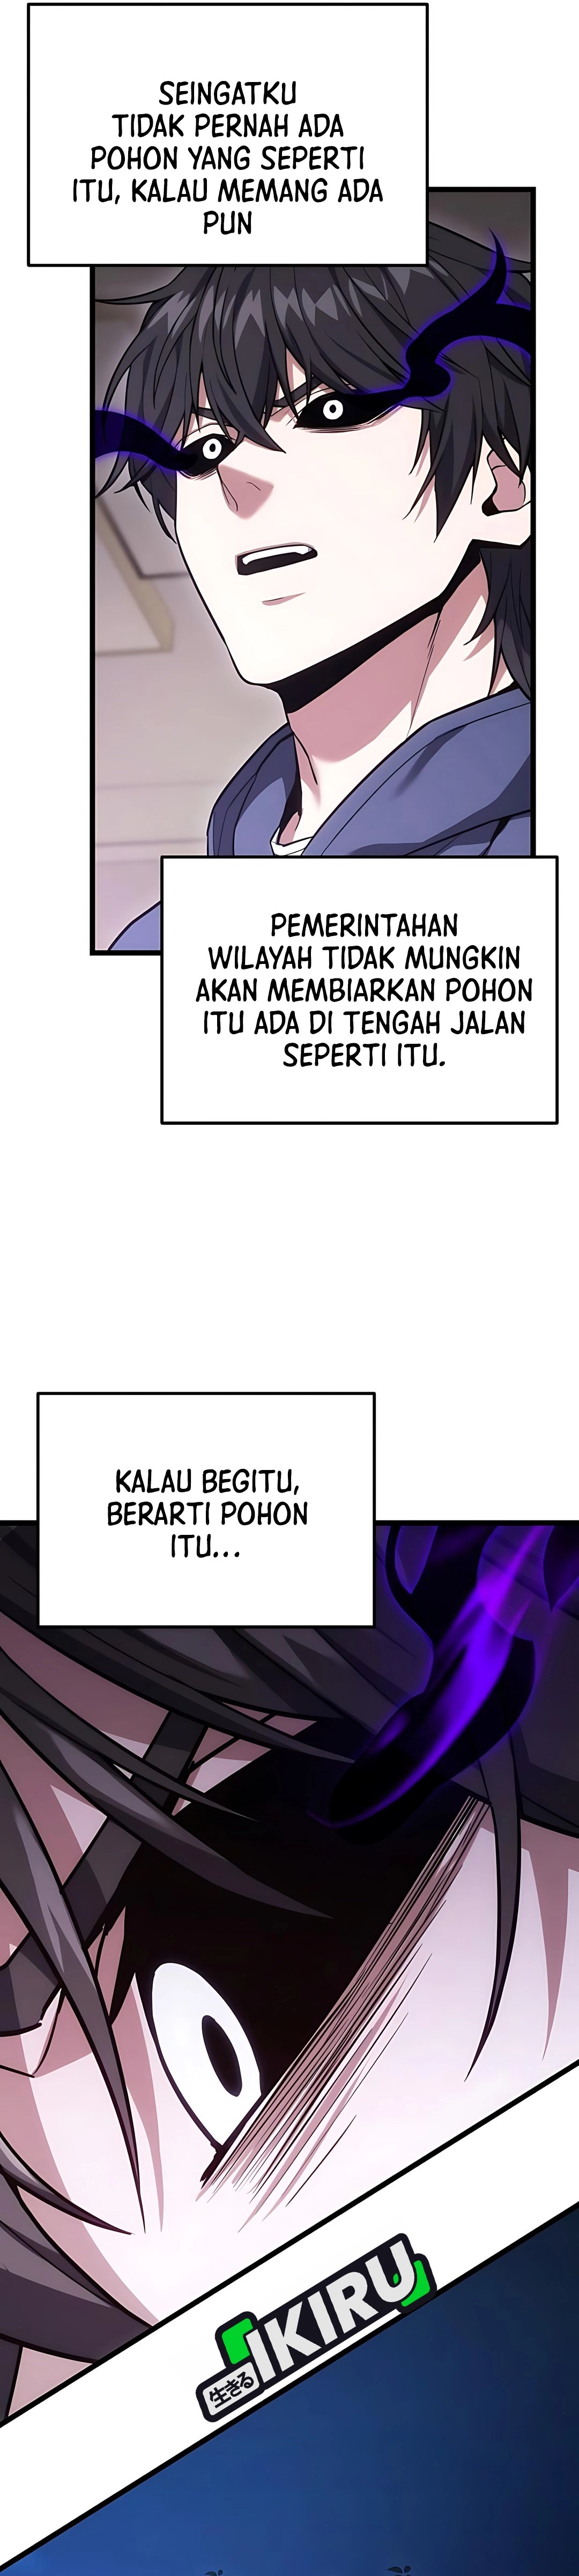 SEINGATKU
TIDAK PERNAH ADA
POHON YANG SEPERTI
ITU, KALAU MEMANG ADA
PUN
PEMERINTAHAN
WILAYAH TIDAK MUNGKIN
AKAN MEMBIARKAN POHON
ITU ADA DI TENGAH JALAN
SEPERTI ITU.
KALAU BEGITU,
BERARTI POHON
ITU...
IKIRU
生きる